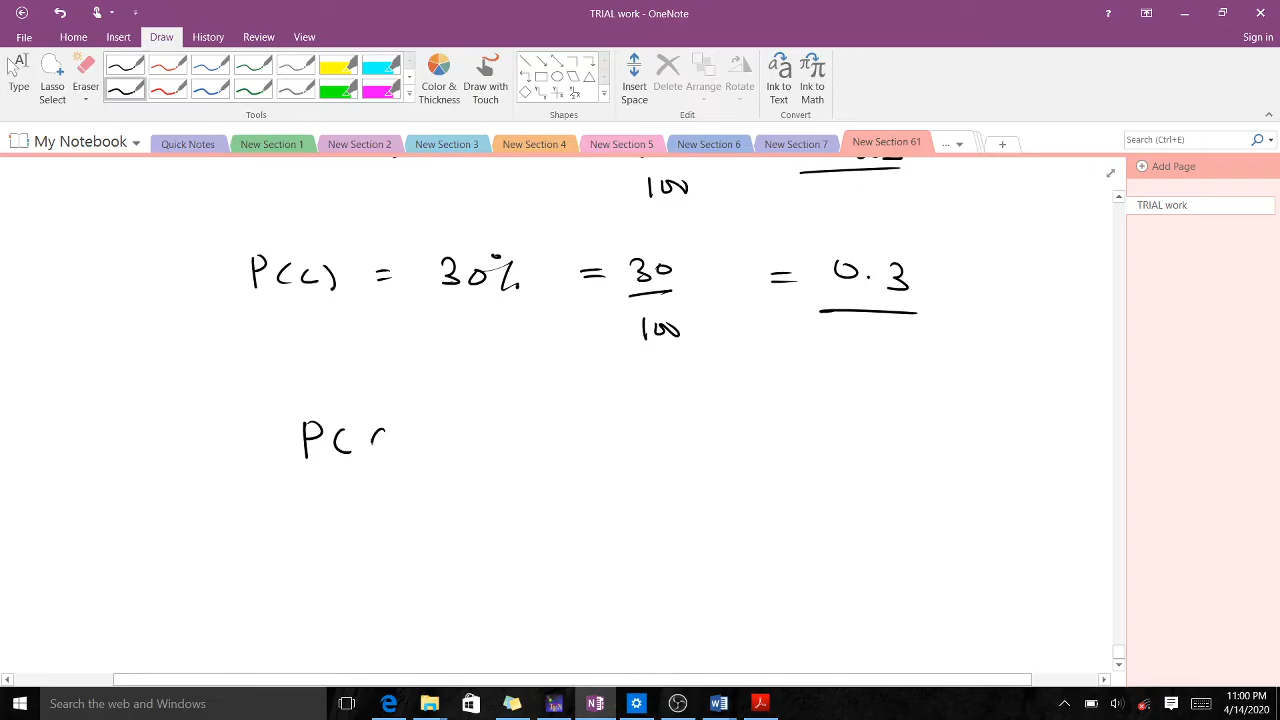 TRIAL work - OneNote
File Home Insert Draw History Review View Sign in
Type Lasso Select Eraser Color & Thickness Draw with Touch Insert Space Delete Arrange Rotate Ink to Text Ink to Math
Tools Shapes Edit Convert
My Notebook Quick Notes New Section 1 New Section 2 New Section 3 New Section 4 New Section 5 New Section 6 New Section 7 New Section 61 ... Search (Ctrl+E)
Add Page
TRIAL work
100
P(C) = 30% = 30/100 = 0.3
P(
Search the web and Windows
11:00 PM
4/14/2020